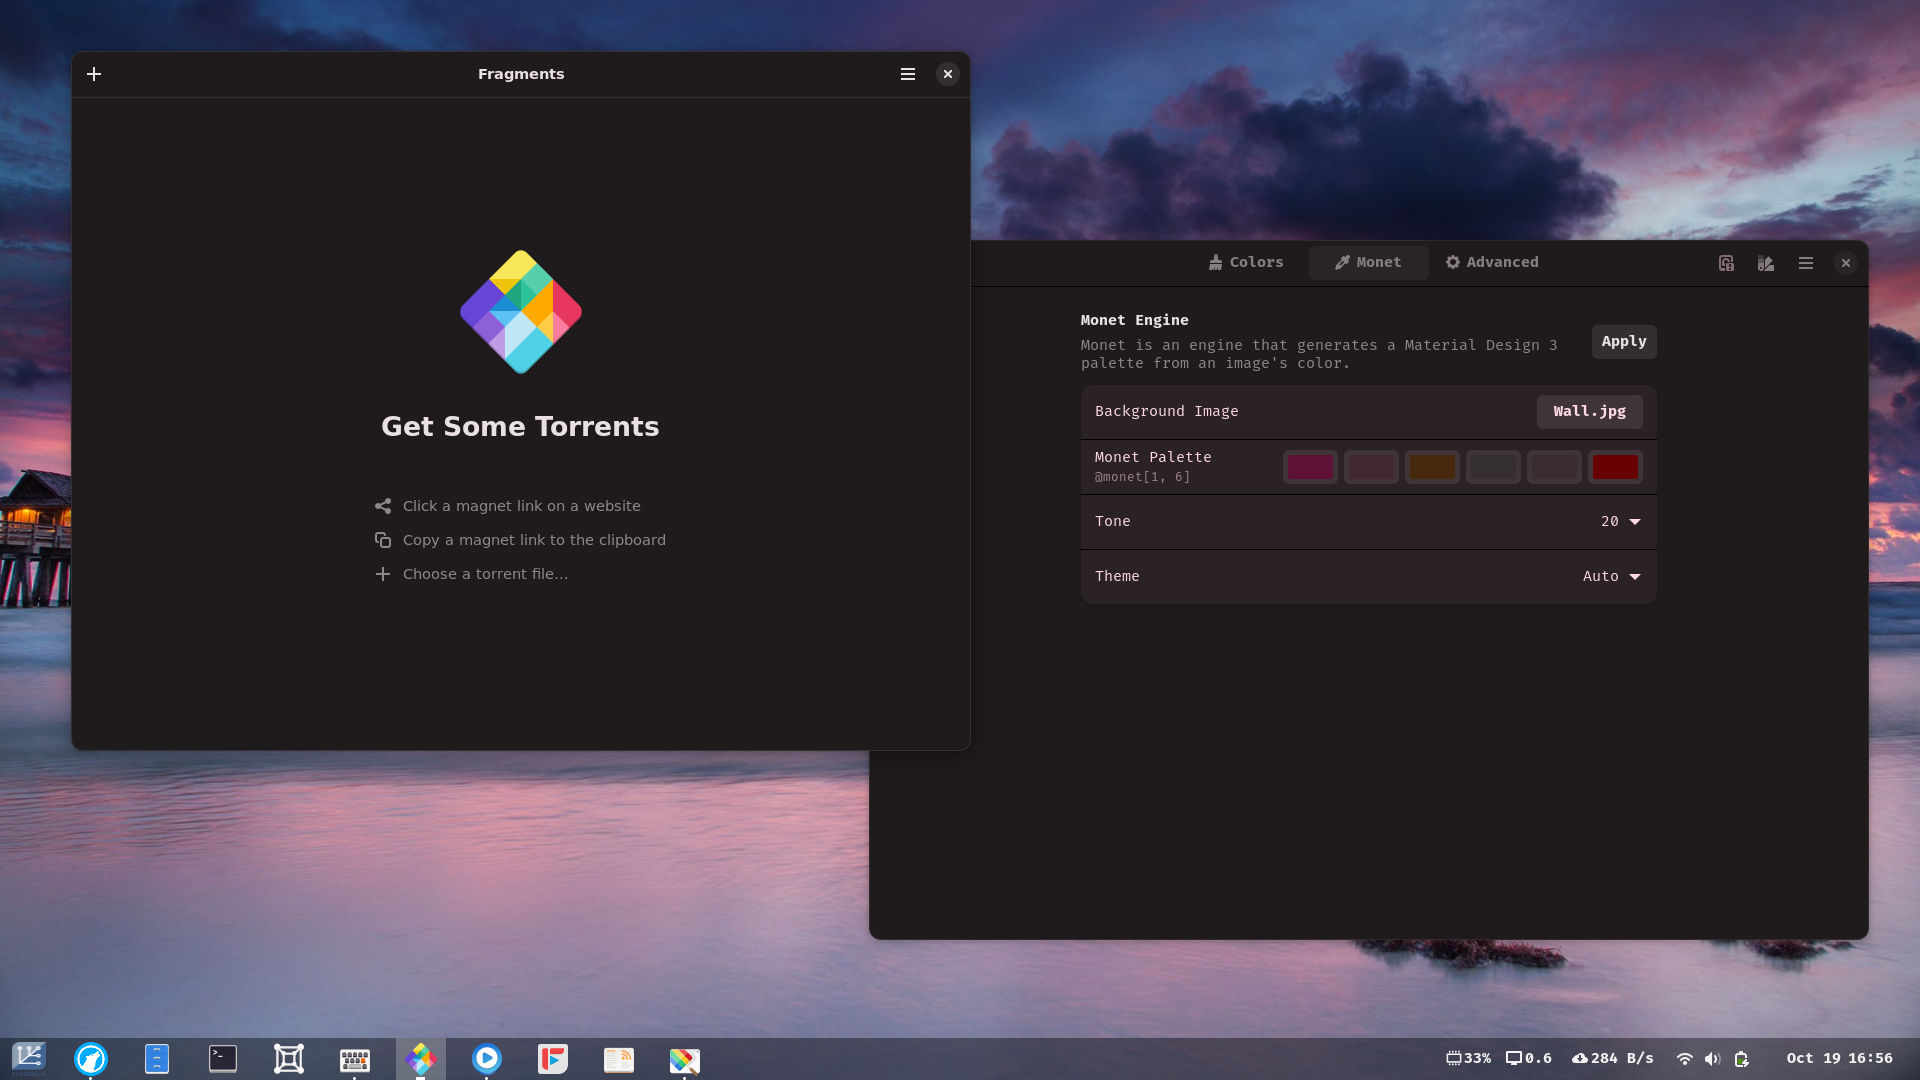 Fragments
Get Some Torrents
Click a magnet link on a website
Copy a magnet link to the clipboard
Choose a torrent file...
Colors
Monet
Advanced
Monet Engine
Monet is an engine that generates a Material Design 3
palette from an image's color.
Apply
Background Image
Wall.jpg
Monet Palette
@monet[1, 6]
Tone
20
Theme
Auto
33%
0.6
284 B/s
Oct 19 16:56